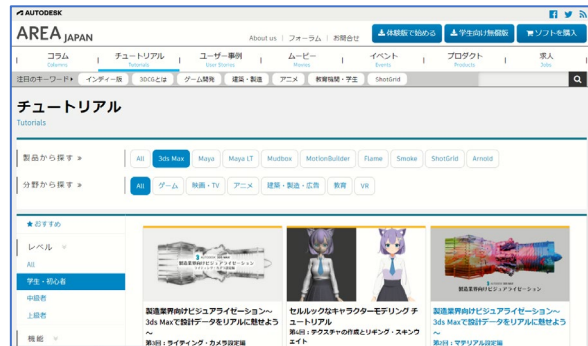 AUTODESK
AREA JAPAN
About us | フォーラム | お問合せ
体験版で始める
学生向け無償版
ソフトを購入
コラム
Columns
チュートリアル
Tutorials
ユーザー事例
User Stories
ムービー
Movies
イベント
Events
プロダクト
Products
求人
Jobs
注目のキーワード
インディー版
3DCGとは
ゲーム開発
建築・製造
アニメ
教育機関・学生
ShotGrid
チュートリアル
Tutorials
製品から探す »
All
3ds Max
Maya
Maya LT
Mudbox
MotionBuilder
Flame
Smoke
ShotGrid
Arnold
分野から探す »
All
ゲーム
映画・TV
アニメ
建築・製造・広告
教育
VR
★おすすめ
レベル
All
学生・初心者
中級者
上級者
機能
製造業界向けビジュアライゼーション
製造業界向けビジュアライゼーション～
3ds Maxで設計データをリアルに魅せよう
～
第3回：ライティング・カメラ設定編
セルルックなキャラクターモデリング チ
ュートリアル
第4回：テクスチャの作成とリギング・スキンウ
ェイト
製造業界向けビジュアライゼーション～
3ds Maxで設計データをリアルに魅せよう
～
第2回：マテリアル設定編